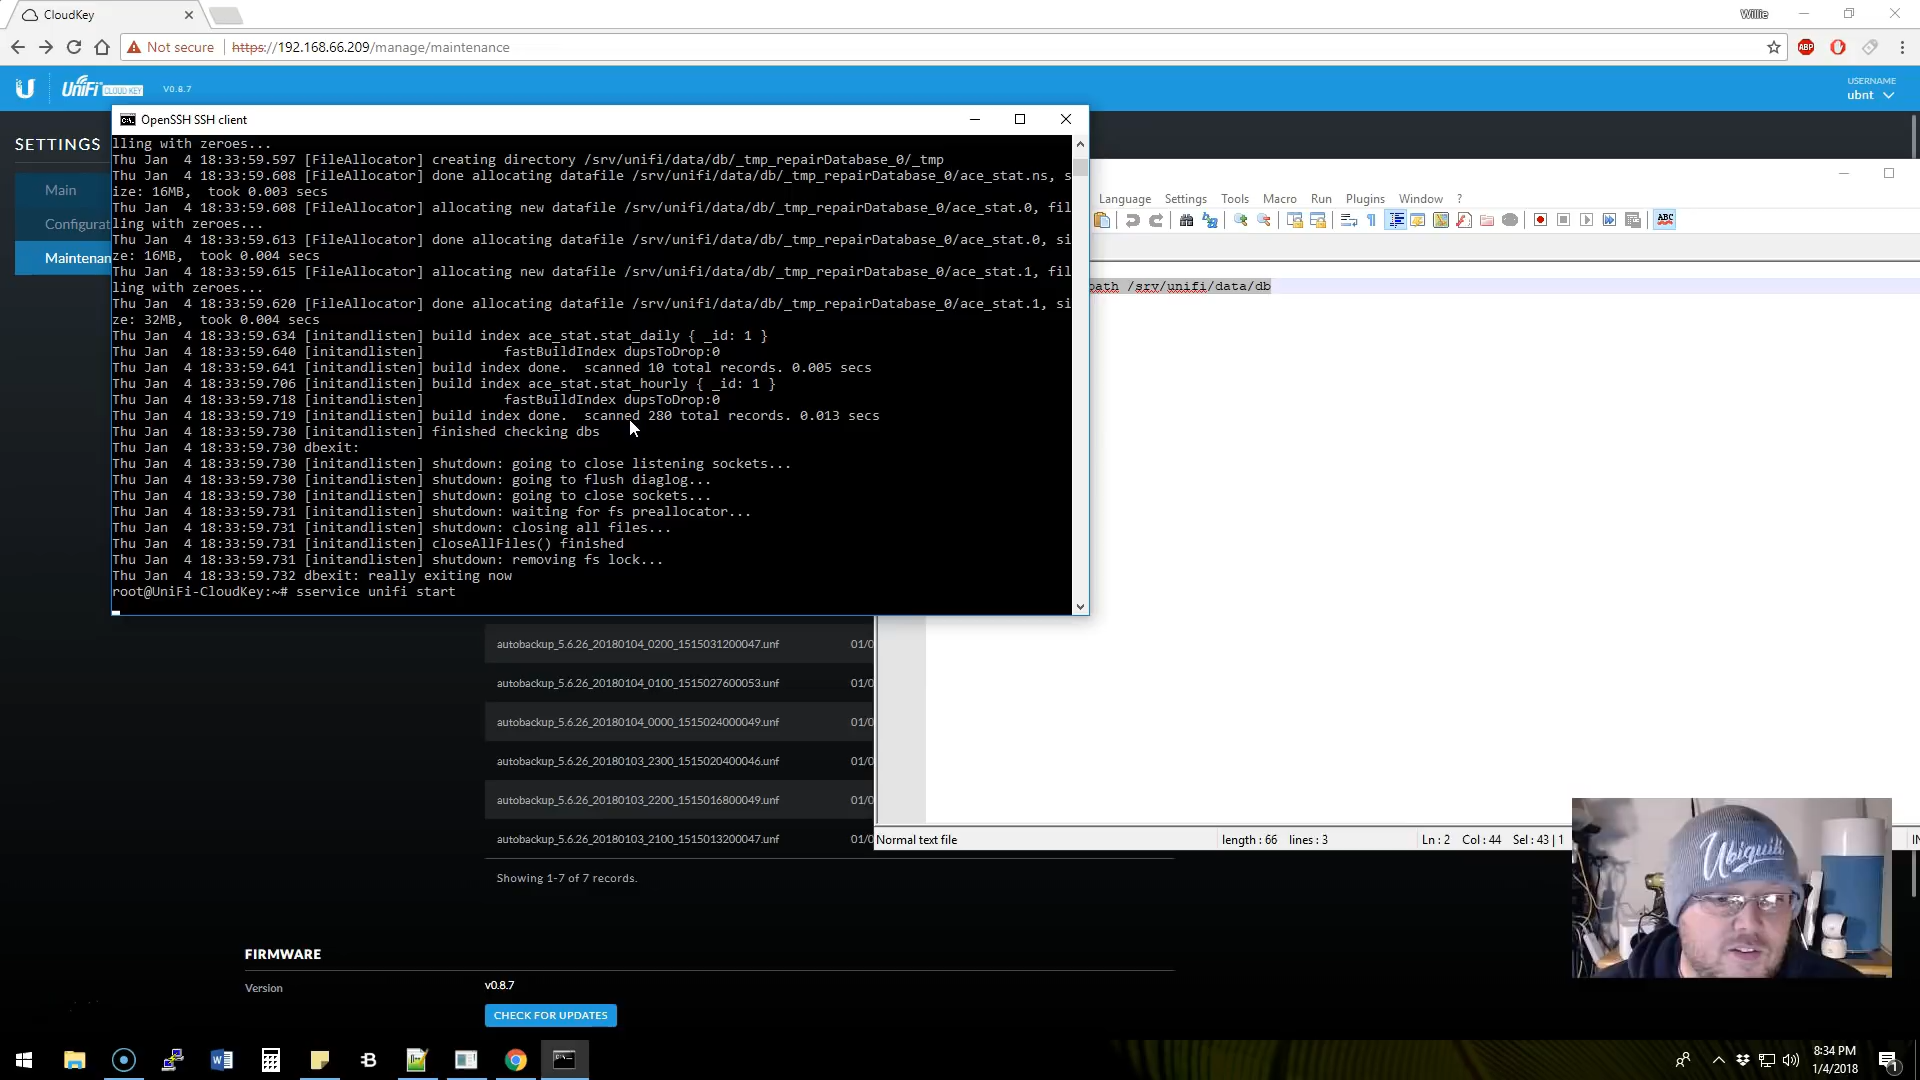 CloudKey
Willie
Not secure
https://192.168.66.209/manage/maintenance
ABP
U
UniFi CLOUD KEY
V0.8.7
USERNAME
ubnt
SETTINGS
Main
Configurat
Maintenan
OpenSSH SSH client
lling with zeroes...
Thu Jan  4 18:33:59.597 [FileAllocator] creating directory /srv/unifi/data/db/_tmp_repairDatabase_0/_tmp
Thu Jan  4 18:33:59.608 [FileAllocator] done allocating datafile /srv/unifi/data/db/_tmp_repairDatabase_0/ace_stat.ns, s
ize: 16MB,  took 0.003 secs
Thu Jan  4 18:33:59.608 [FileAllocator] allocating new datafile /srv/unifi/data/db/_tmp_repairDatabase_0/ace_stat.0, fil
ling with zeroes...
Thu Jan  4 18:33:59.613 [FileAllocator] done allocating datafile /srv/unifi/data/db/_tmp_repairDatabase_0/ace_stat.0, si
ze: 16MB,  took 0.004 secs
Thu Jan  4 18:33:59.615 [FileAllocator] allocating new datafile /srv/unifi/data/db/_tmp_repairDatabase_0/ace_stat.1, fil
ling with zeroes...
Thu Jan  4 18:33:59.620 [FileAllocator] done allocating datafile /srv/unifi/data/db/_tmp_repairDatabase_0/ace_stat.1, si
ze: 32MB,  took 0.004 secs
Thu Jan  4 18:33:59.634 [initandlisten] build index ace_stat.stat_daily { _id: 1 }
Thu Jan  4 18:33:59.640 [initandlisten]          fastBuildIndex dupsToDrop:0
Thu Jan  4 18:33:59.641 [initandlisten] build index done.  scanned 10 total records. 0.005 secs
Thu Jan  4 18:33:59.706 [initandlisten] build index ace_stat.stat_hourly { _id: 1 }
Thu Jan  4 18:33:59.718 [initandlisten]          fastBuildIndex dupsToDrop:0
Thu Jan  4 18:33:59.719 [initandlisten] build index done.  scanned 280 total records. 0.013 secs
Thu Jan  4 18:33:59.730 [initandlisten] finished checking dbs
Thu Jan  4 18:33:59.730 dbexit:
Thu Jan  4 18:33:59.730 [initandlisten] shutdown: going to close listening sockets...
Thu Jan  4 18:33:59.730 [initandlisten] shutdown: going to flush diaglog...
Thu Jan  4 18:33:59.730 [initandlisten] shutdown: going to close sockets...
Thu Jan  4 18:33:59.731 [initandlisten] shutdown: waiting for fs preallocator...
Thu Jan  4 18:33:59.731 [initandlisten] shutdown: closing all files...
Thu Jan  4 18:33:59.731 [initandlisten] closeAllFiles() finished
Thu Jan  4 18:33:59.731 [initandlisten] shutdown: removing fs lock...
Thu Jan  4 18:33:59.732 dbexit: really exiting now
root@UniFi-CloudKey:~# sservice unifi start
Language Settings Tools Macro Run Plugins Window ?
ABC
path /srv/unifi/data/db
autobackup_5.6.26_20180104_0200_1515031200047.unf 01/0
autobackup_5.6.26_20180104_0100_1515027600053.unf 01/0
autobackup_5.6.26_20180104_0000_1515024000049.unf 01/0
autobackup_5.6.26_20180103_2300_1515020400046.unf 01/0
autobackup_5.6.26_20180103_2200_1515016800049.unf 01/0
autobackup_5.6.26_20180103_2100_1515013200047.unf 01/0
Normal text file length : 66 lines : 3 Ln : 2 Col : 44 Sel : 43 | 1 IN
Showing 1-7 of 7 records.
Ubiquiti
FIRMWARE
Version
v0.8.7
CHECK FOR UPDATES
8:34 PM
1/4/2018
1